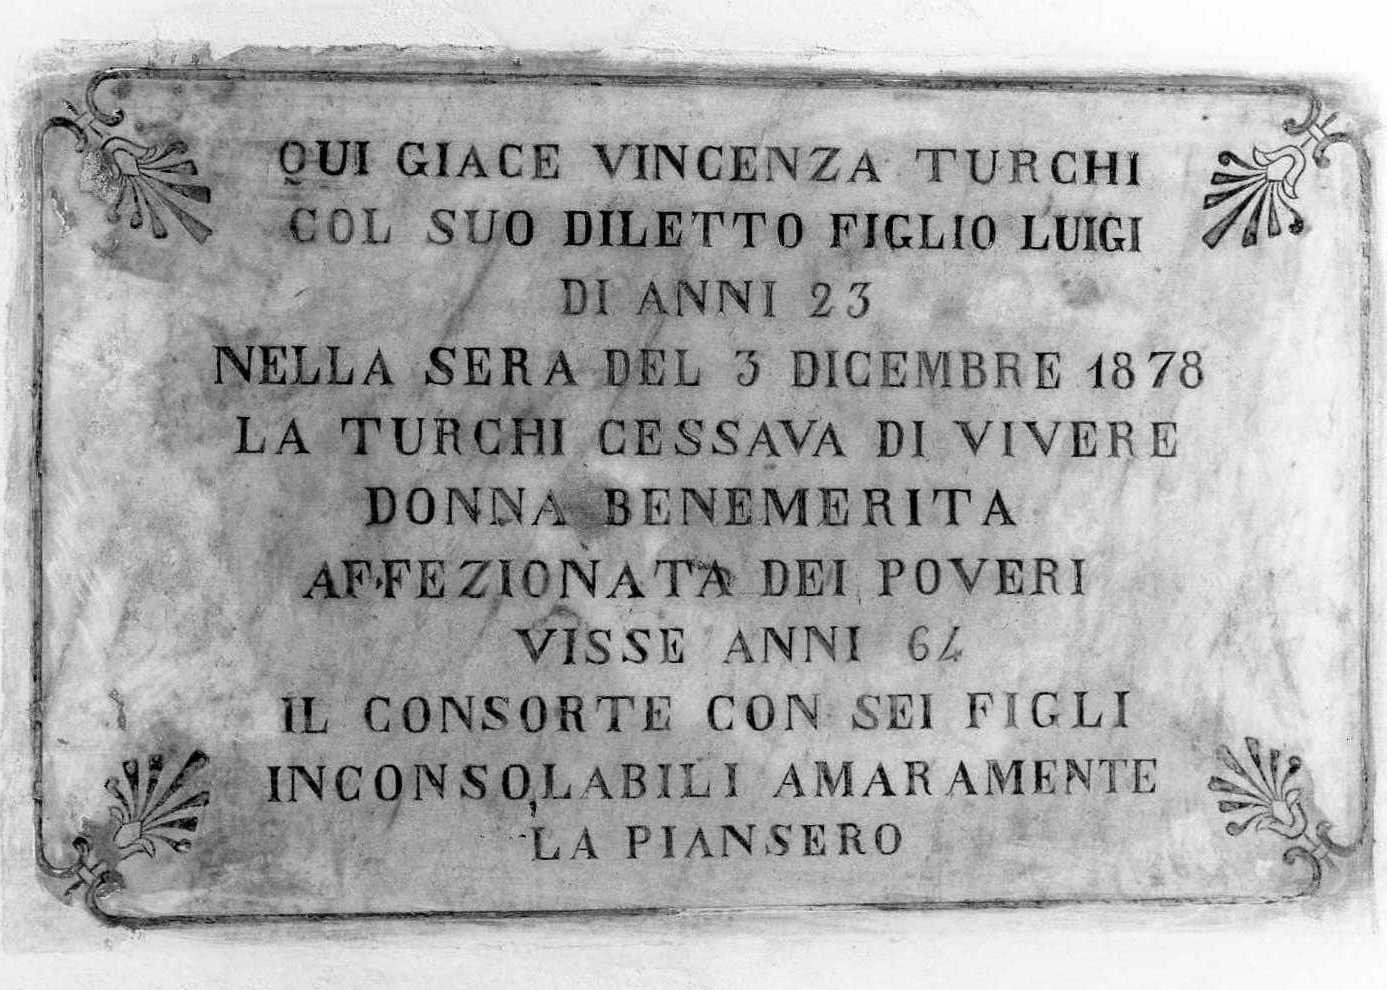 QUI GIACE VINCENZA TURCHI
COL SUO DILETTO FIGLIO LUIGI
DI ANNI 23
NELLA SERA DEL 3 DICEMBRE 1878
LA TURCHI CESSAVA DI VIVERE
DONNA BENEMERITA
AFFEZIONATA DEI POVERI
VISSE ANNI 64
IL CONSORTE CON SEI FIGLI
INCONSOLABILI AMARAMENTE
LA PIANSERO